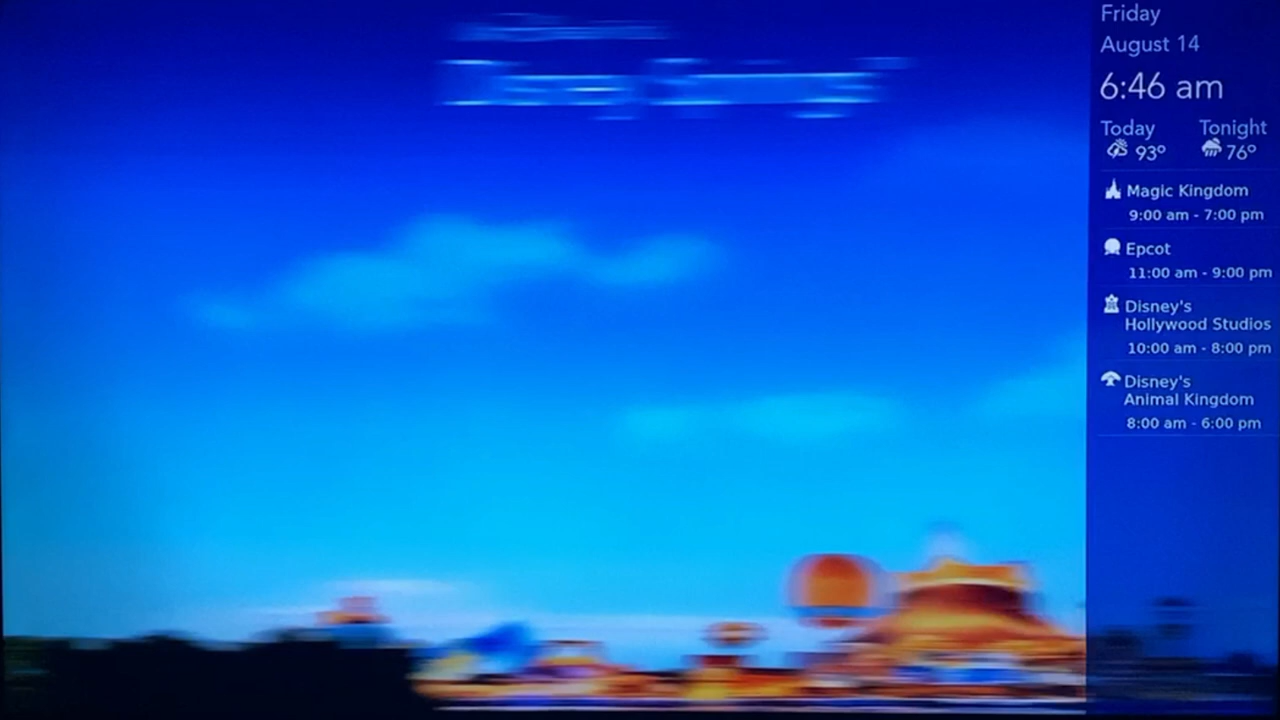 Friday
August 14
6:46 am
Today Tonight
93° 76°
Magic Kingdom
9:00 am - 7:00 pm
Epcot
11:00 am - 9:00 pm
Disney's
Hollywood Studios
10:00 am - 8:00 pm
Disney's
Animal Kingdom
8:00 am - 6:00 pm